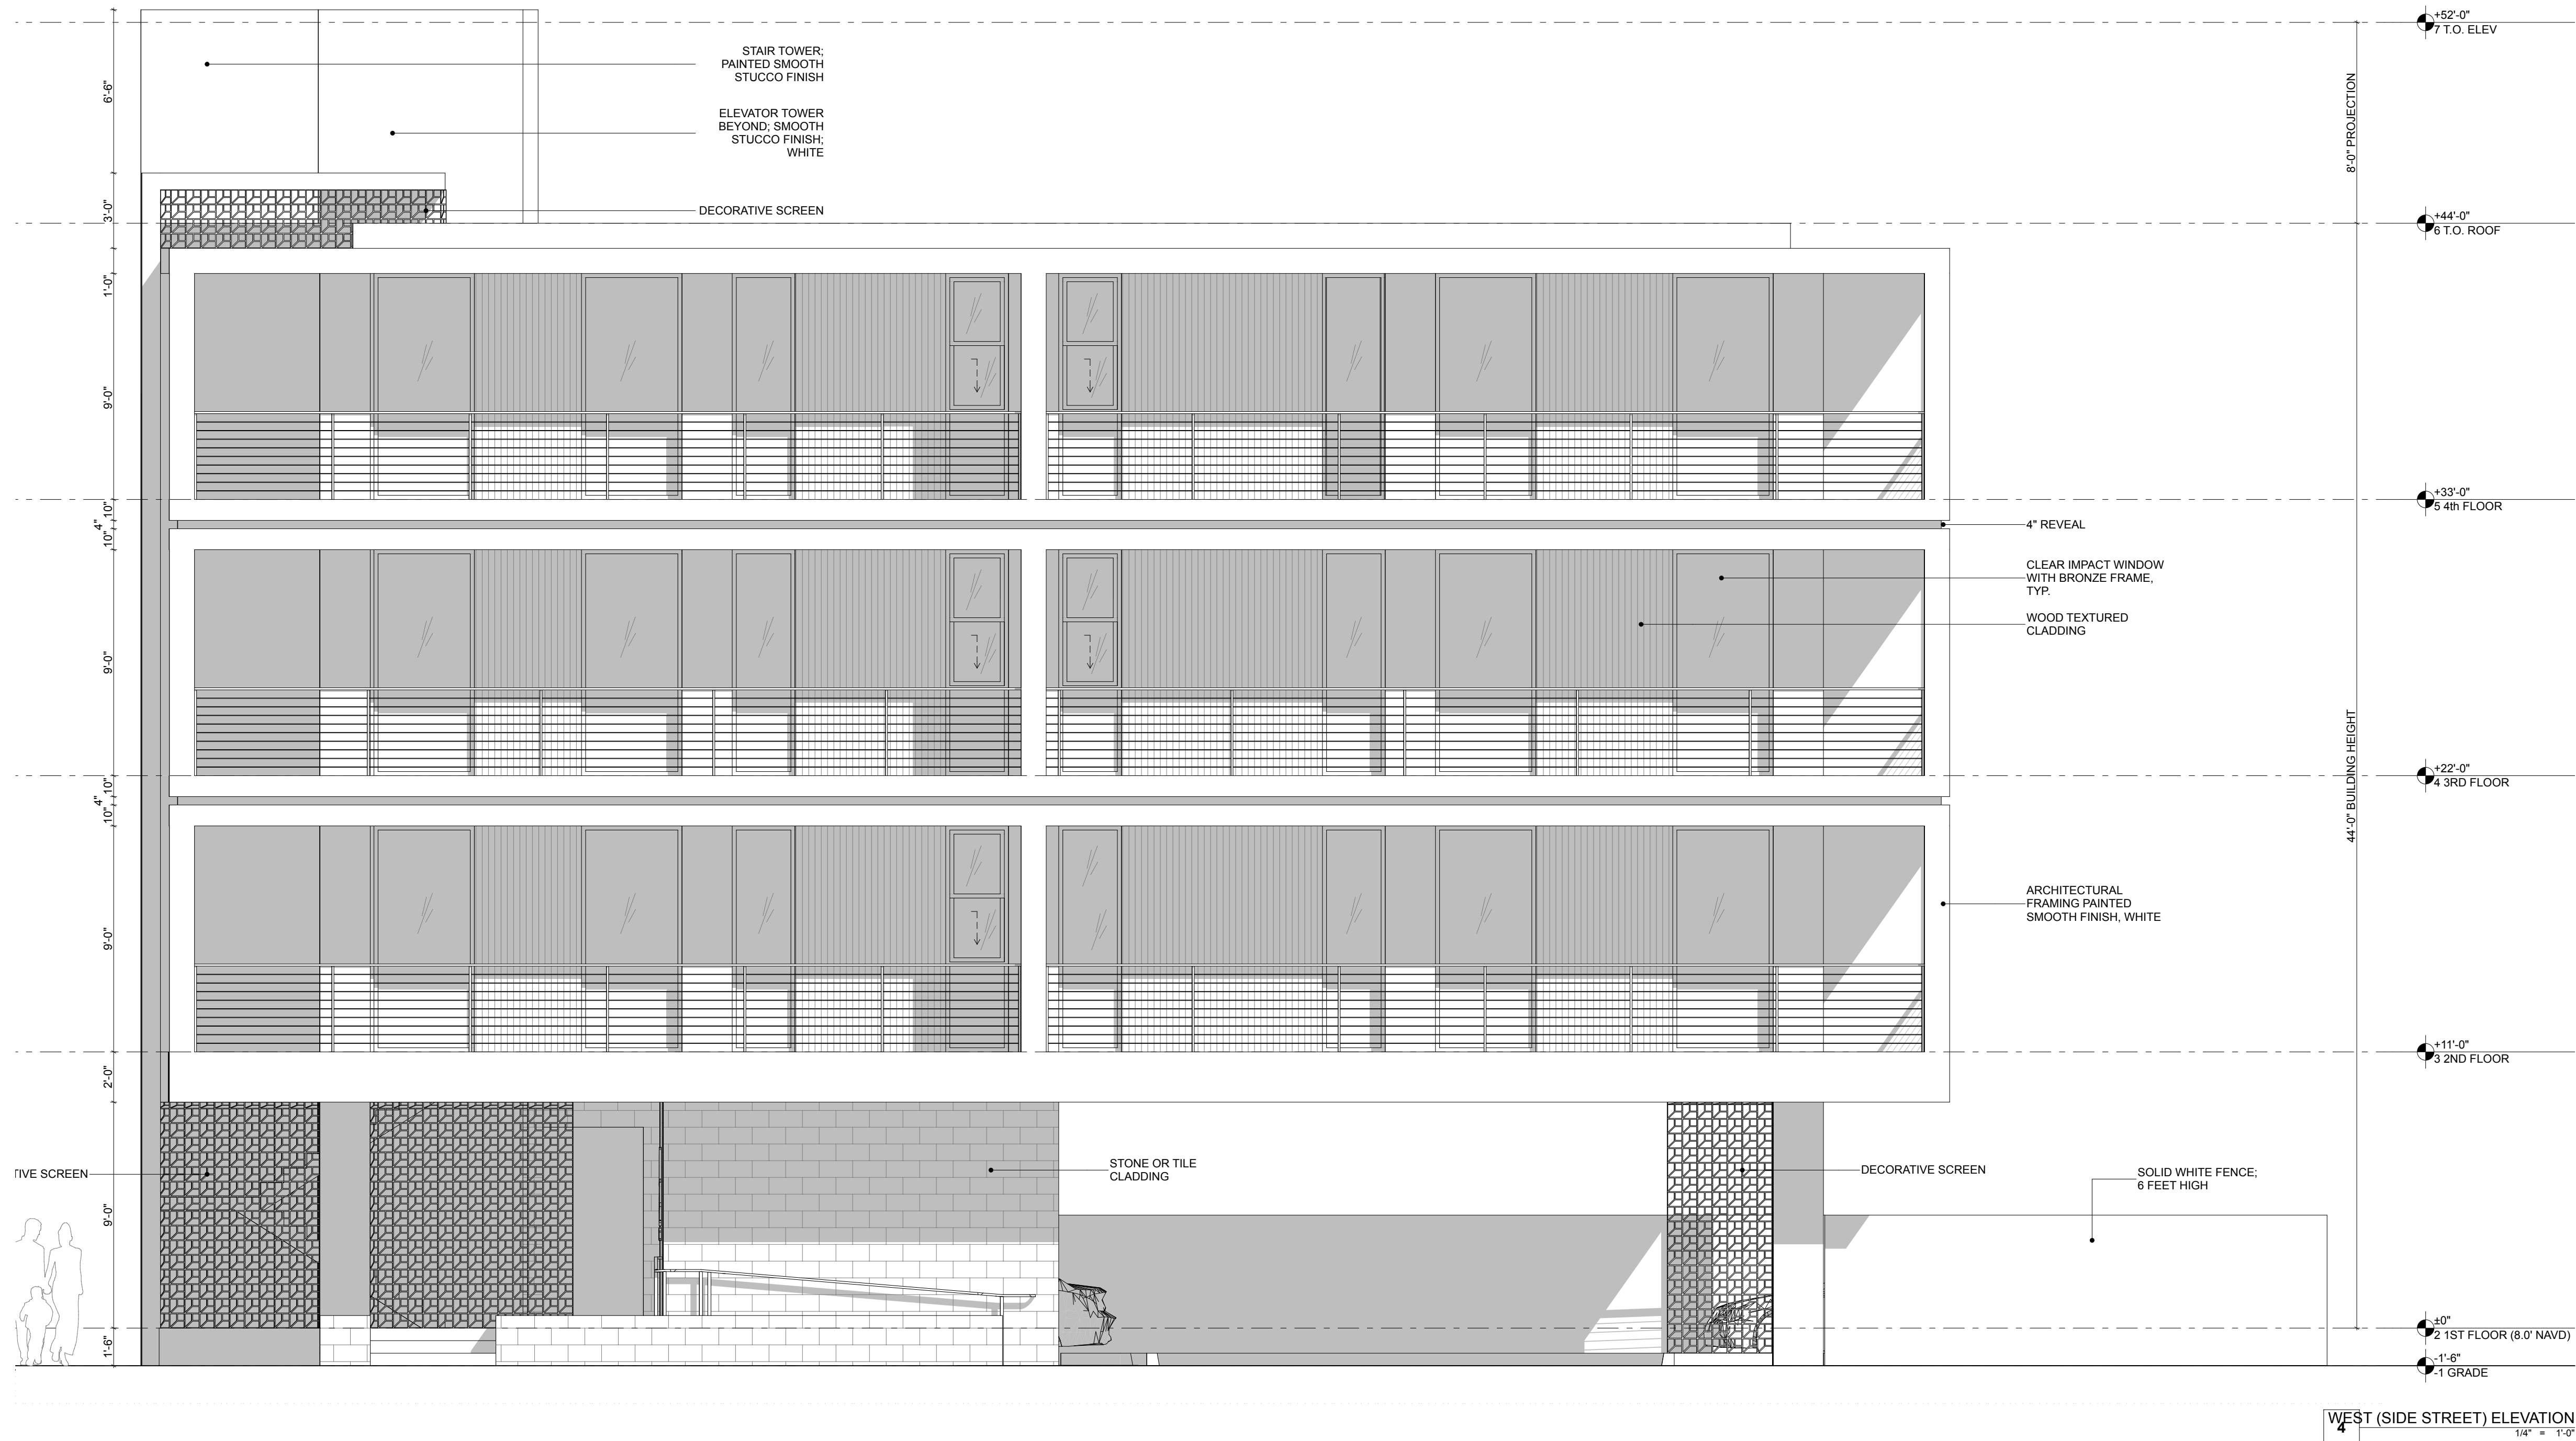 +52'-0"
7 T.O. ELEV
STAIR TOWER;
PAINTED SMOOTH
STUCCO FINISH
6'-6"
8'-0" PROJECTION
ELEVATOR TOWER
BEYOND; SMOOTH
STUCCO FINISH;
WHITE
3'-0"
DECORATIVE SCREEN
+44'-0"
6 T.O. ROOF
1'-0"
9'-0"
+33'-0"
5 4th FLOOR
10"
4"
10"
4" REVEAL
CLEAR IMPACT WINDOW
WITH BRONZE FRAME,
TYP.
WOOD TEXTURED
CLADDING
9'-0"
+22'-0"
4 3RD FLOOR
10"
4"
10"
44'-0" BUILDING HEIGHT
ARCHITECTURAL
FRAMING PAINTED
SMOOTH FINISH, WHITE
9'-0"
+11'-0"
3 2ND FLOOR
2'-0"
TIVE SCREEN
STONE OR TILE
CLADDING
DECORATIVE SCREEN
SOLID WHITE FENCE;
6 FEET HIGH
9'-0"
±0"
2 1ST FLOOR (8.0' NAVD)
1'-6"
-1'-6"
-1 GRADE
4
WEST (SIDE STREET) ELEVATION
1/4" = 1'-0"